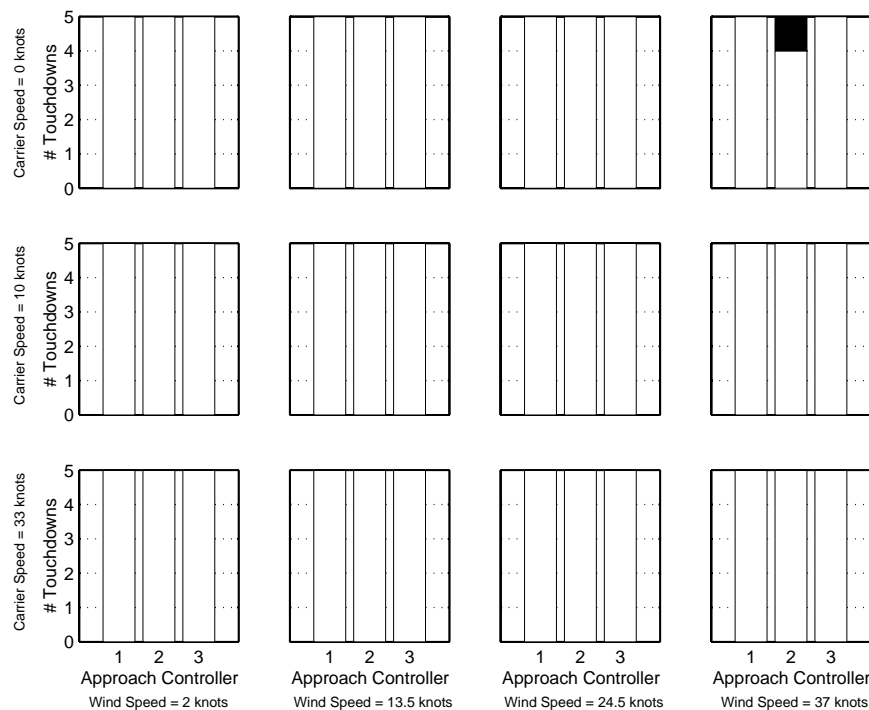 Carrier Speed = 0 knots
# Touchdowns
5
4
3
2
1
0
Carrier Speed = 10 knots
# Touchdowns
5
4
3
2
1
0
Carrier Speed = 33 knots
# Touchdowns
5
4
3
2
1
0
1 2 3 1 2 3 1 2 3 1 2 3
Approach Controller Approach Controller Approach Controller Approach Controller
Wind Speed = 2 knots Wind Speed = 13.5 knots Wind Speed = 24.5 knots Wind Speed = 37 knots